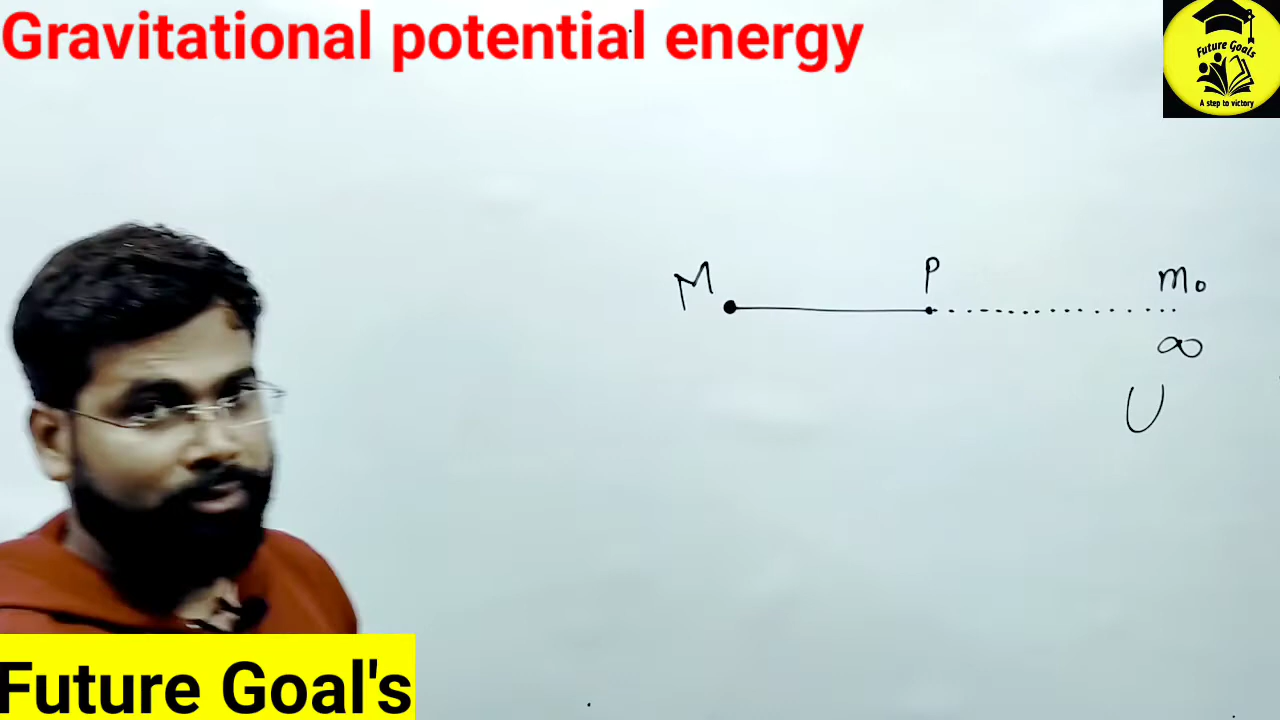 Gravitational potential energy
Future Goals
A step to victory
M P m₀
∞
U
Future Goal's